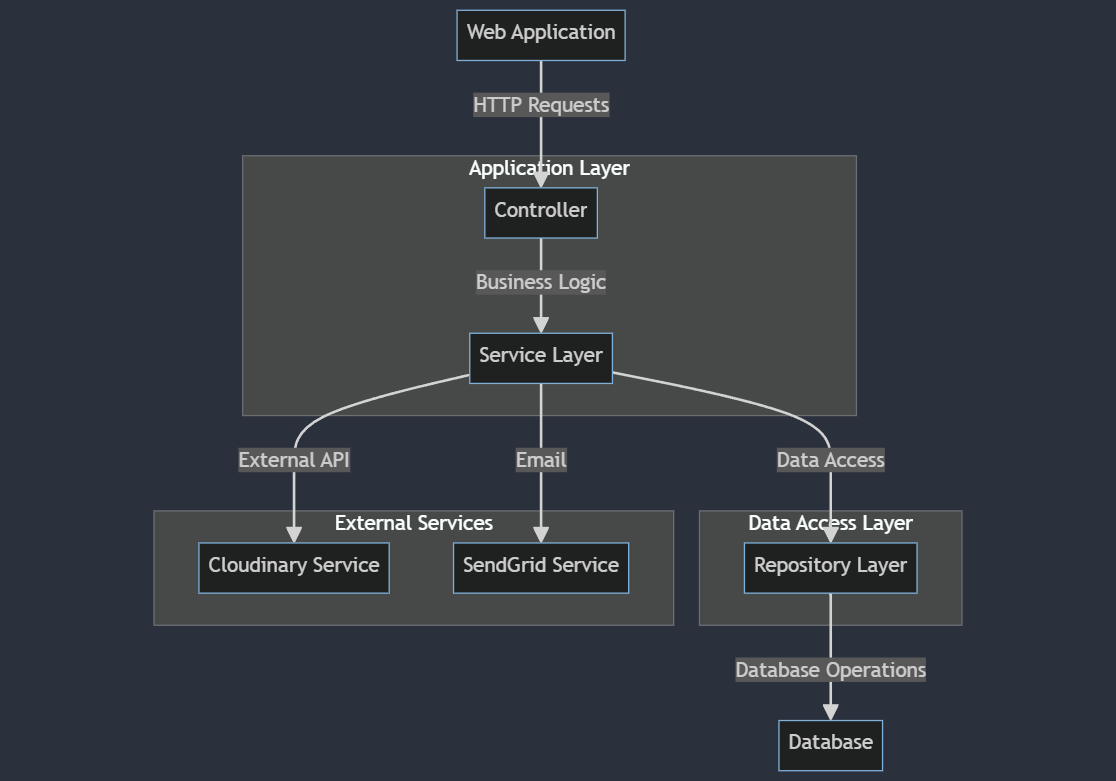 Web Application
HTTP Requests
Application Layer
Controller
Business Logic
Service Layer
External API
Email
Data Access
External Services
Data Access Layer
Cloudinary Service
SendGrid Service
Repository Layer
Database Operations
Database